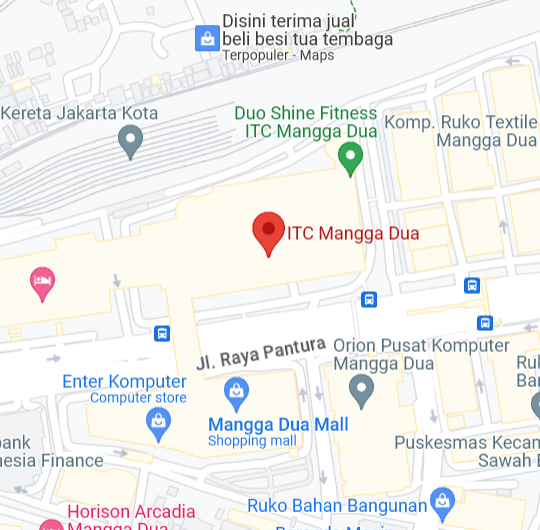 Disini terima jual
beli besi tua tembaga
Terpopuler - Maps
Kereta Jakarta Kota
Duo Shine Fitness
ITC Mangga Dua
Komp. Ruko Textile
Mangga Dua
ITC Mangga Dua
Jl. Raya Pantura
Orion Pusat Komputer
Mangga Dua
Enter Komputer
Computer store
Mangga Dua Mall
Shopping mall
Ruk
Ban
bank
nesia Finance
Puskesmas Kecan
Sawah B
Horison Arcadia
Mangga Dua
Ruko Bahan Bangunan